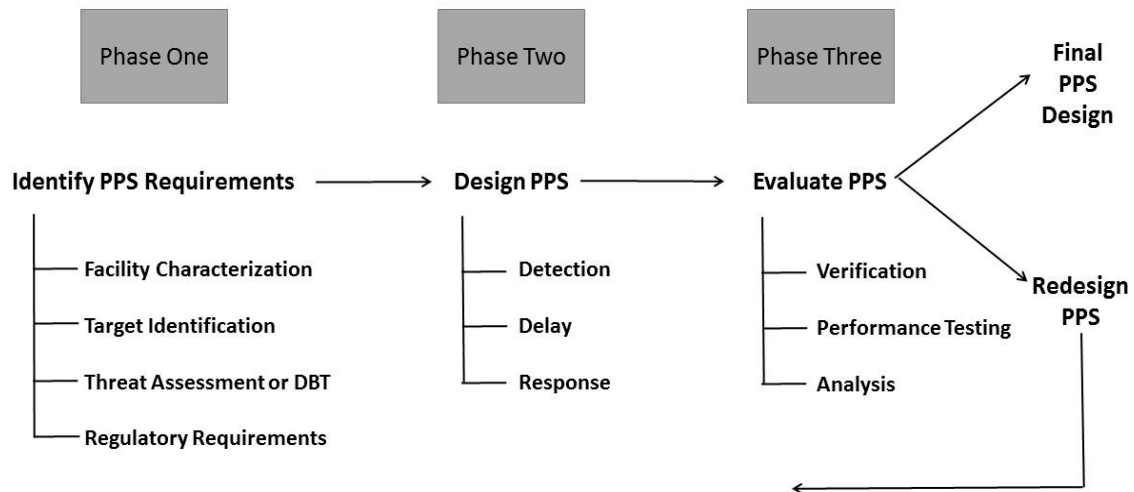 Phase One
Phase Two
Phase Three
Final
PPS
Design
Identify PPS Requirements
Design PPS
Evaluate PPS
Facility Characterization
Target Identification
Threat Assessment or DBT
Regulatory Requirements
Detection
Delay
Response
Verification
Performance Testing
Analysis
Redesign
PPS